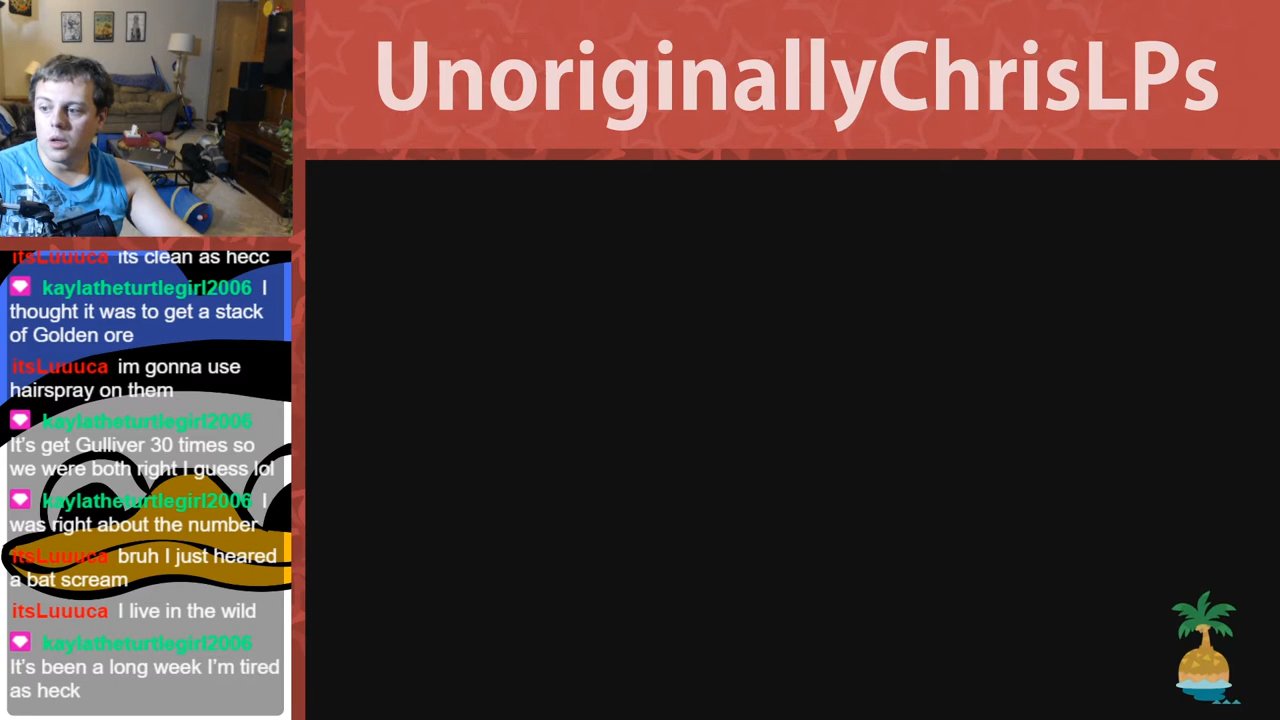 UnoriginallyChrisLPs
itsLuuuca its clean as hecc
kaylatheturtlegirl2006 I
thought it was to get a stack
of Golden ore
itsLuuuca im gonna use
hairspray on them
kaylatheturtlegirl2006
It's get Gulliver 30 times so
we were both right I guess lol
kaylatheturtlegirl2006 I
was right about the number
itsLuuuca bruh I just heared
a bat scream
itsLuuuca I live in the wild
kaylatheturtlegirl2006
It's been a long week I'm tired
as heck